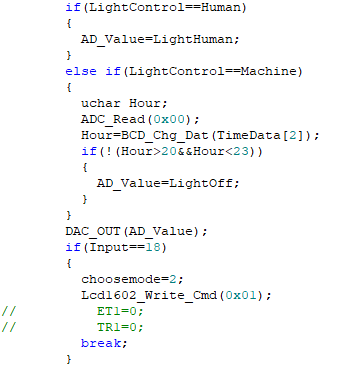 if(LightControl==Human)
{
AD_Value=LightHuman;
}
else if(LightControl==Machine)
{
uchar Hour;
ADC_Read(0x00);
Hour=BCD_Chg_Dat(TimeData[2]);
if(!(Hour>20&&Hour<23))
{
AD_Value=LightOff;
}
}
DAC_OUT(AD_Value);
if(Input==18)
{
choosemode=2;
Lcd1602_Write_Cmd(0x01);
// ET1=0;
// TR1=0;
break;
}